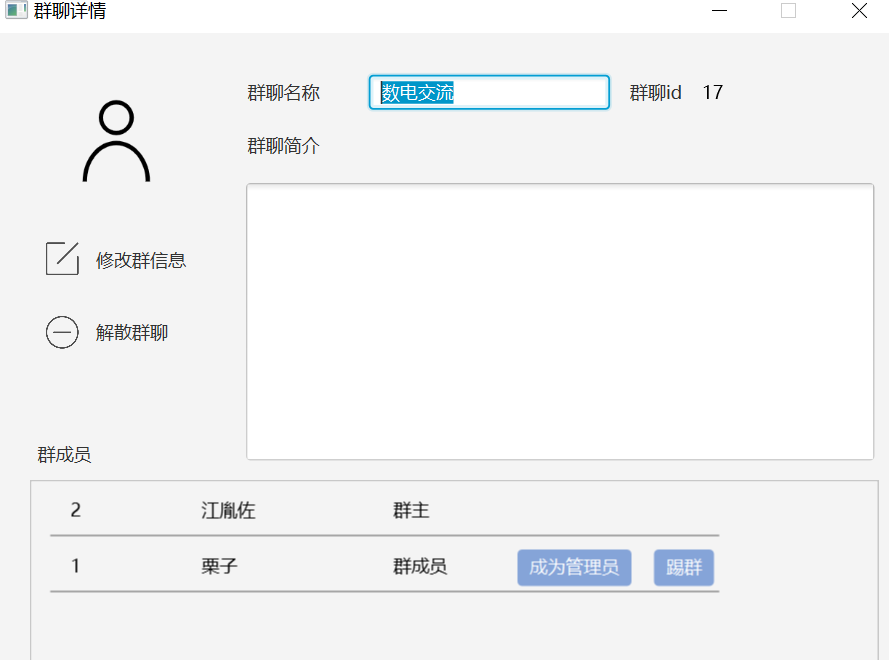 群聊详情
群聊名称 数电交流 群聊id 17
群聊简介
修改群信息
解散群聊
群成员
2 江胤佐 群主
1 栗子 群成员 成为管理员 踢群